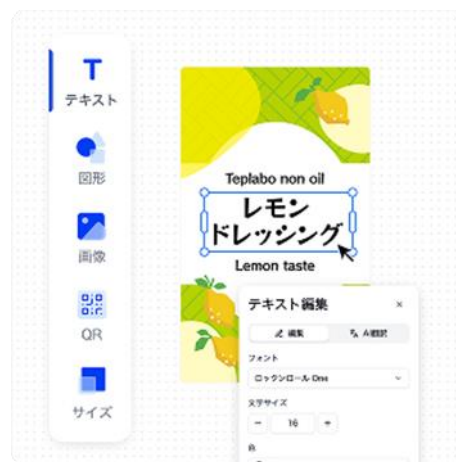 T
テキスト
図形
画像
QR
サイズ
Teplabo non oil
レモン
ドレッシング
Lemon taste
テキスト編集
×
編集
AI翻訳
フォント
ロックンロール One
文字サイズ
− 16 +
色